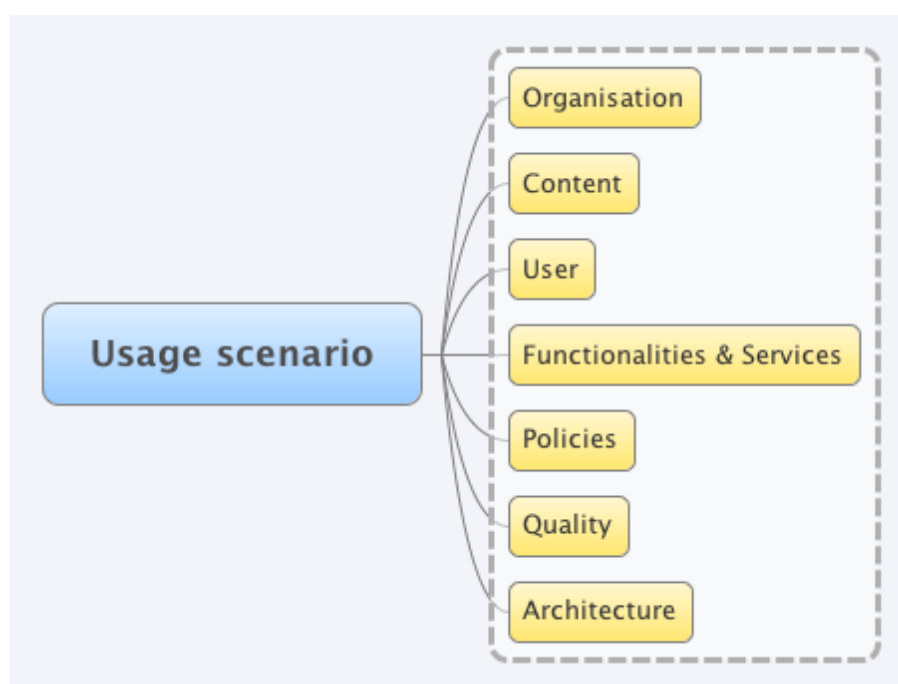 Organisation
Content
User
Usage scenario
Functionalities & Services
Policies
Quality
Architecture